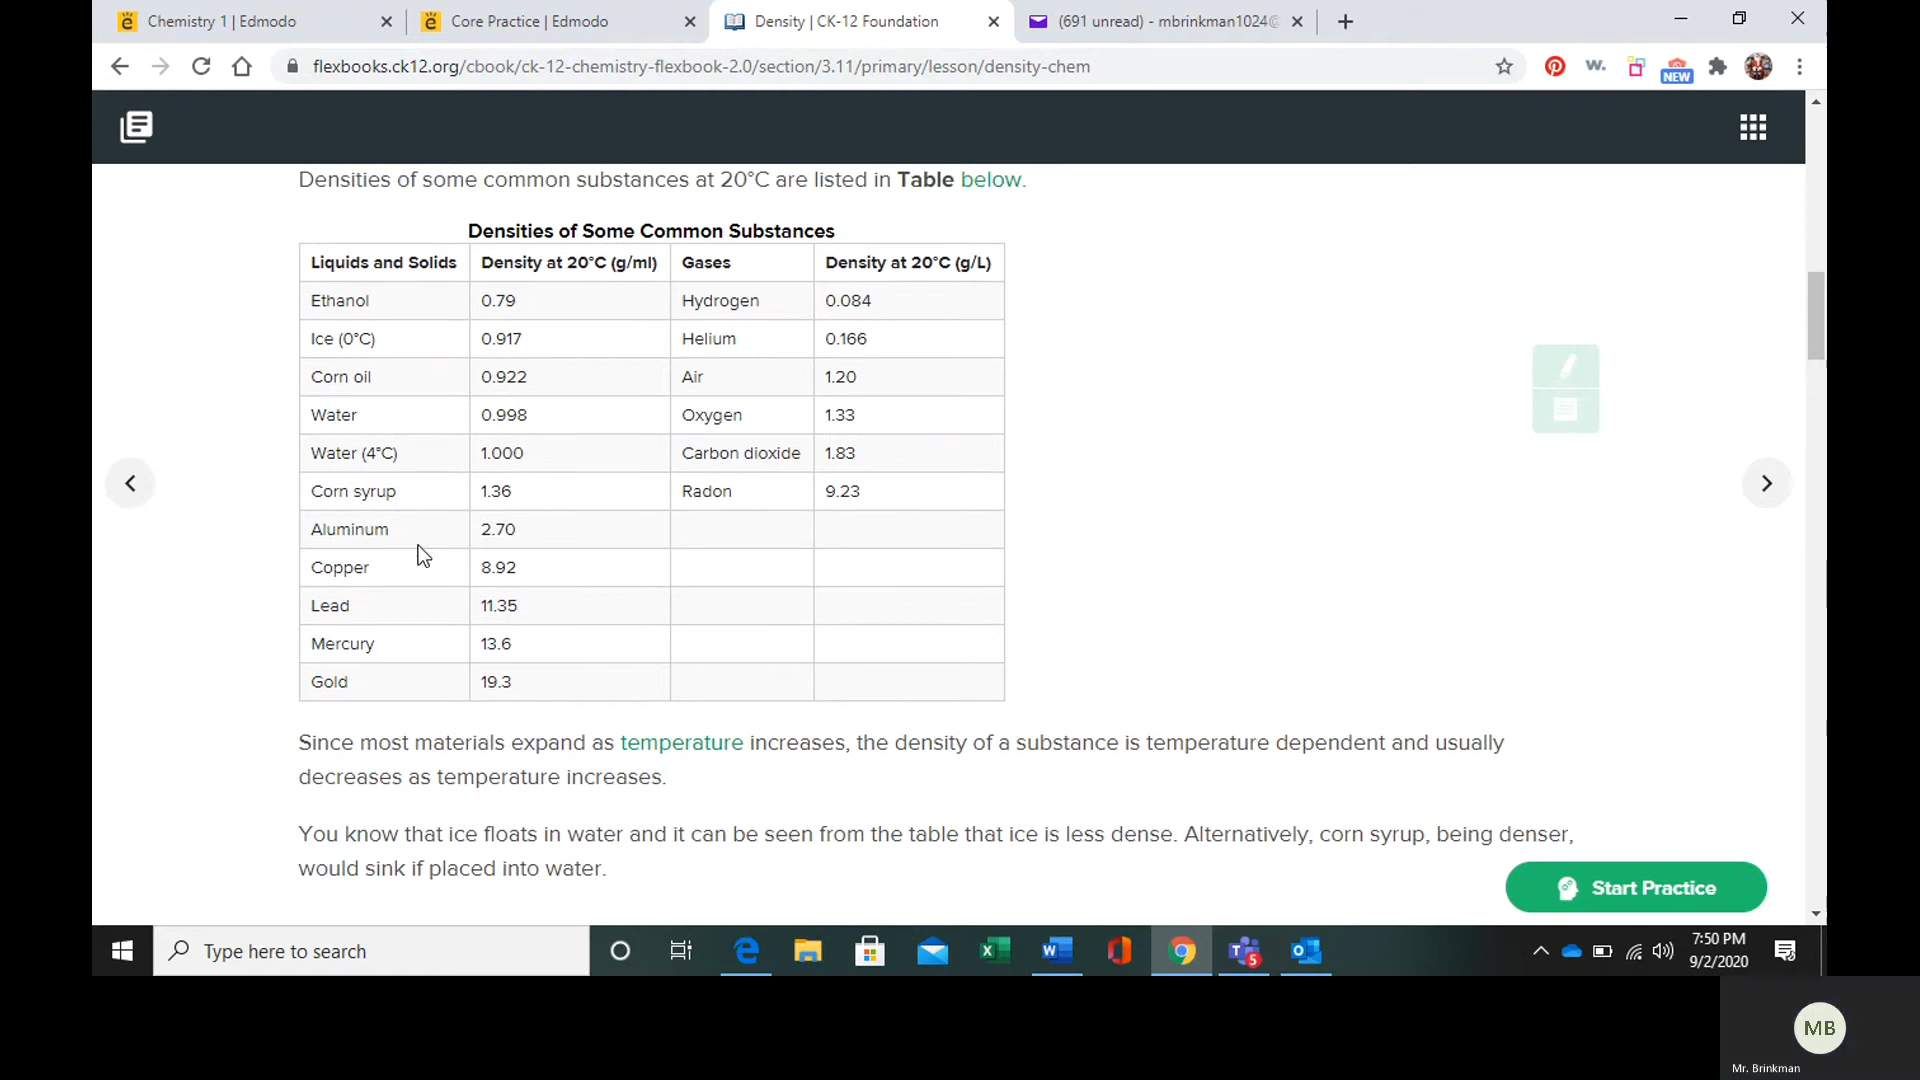 Chemistry 1 | Edmodo
Core Practice | Edmodo
Density | CK-12 Foundation
(691 unread) - mbrinkman1024@
flexbooks.ck12.org/cbook/ck-12-chemistry-flexbook-2.0/section/3.11/primary/lesson/density-chem
w.
NEW
Densities of some common substances at 20°C are listed in Table below.
Densities of Some Common Substances
Liquids and Solids Density at 20°C (g/ml) Gases Density at 20°C (g/L)
Ethanol 0.79 Hydrogen 0.084
Ice (0°C) 0.917 Helium 0.166
Corn oil 0.922 Air 1.20
Water 0.998 Oxygen 1.33
Water (4°C) 1.000 Carbon dioxide 1.83
Corn syrup 1.36 Radon 9.23
Aluminum 2.70
Copper 8.92
Lead 11.35
Mercury 13.6
Gold 19.3
Since most materials expand as temperature increases, the density of a substance is temperature dependent and usually
decreases as temperature increases.
You know that ice floats in water and it can be seen from the table that ice is less dense. Alternatively, corn syrup, being denser,
would sink if placed into water.
Start Practice
Type here to search
5
7:50 PM
9/2/2020
MB
Mr. Brinkman